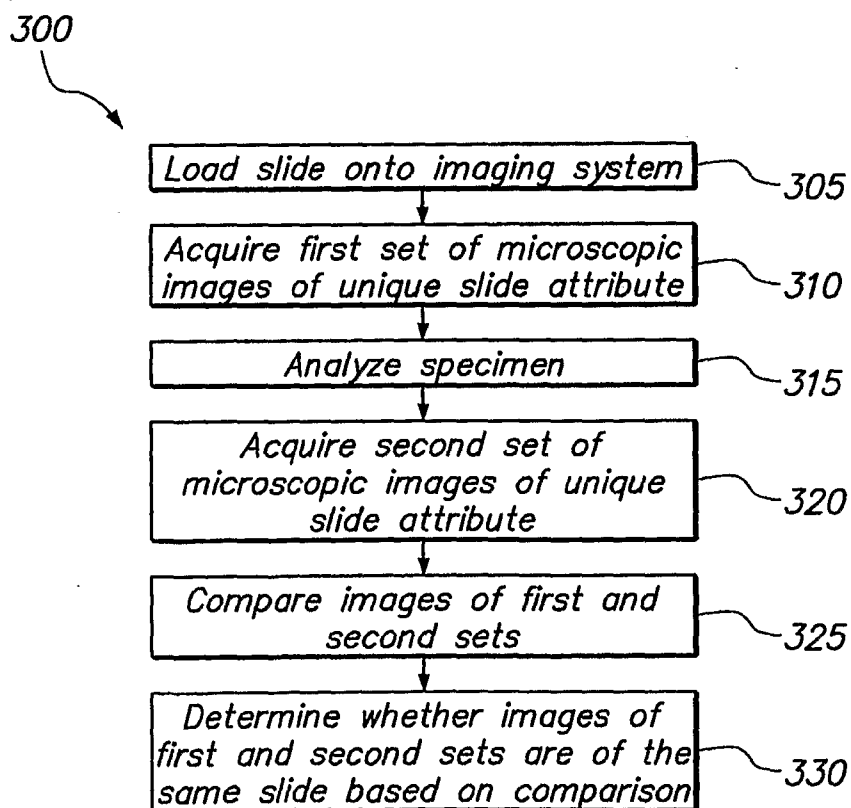 300
Load slide onto imaging system
305
Acquire first set of microscopic
images of unique slide attribute
310
Analyze specimen
315
Acquire second set of
microscopic images of unique
slide attribute
320
Compare images of first and
second sets
325
Determine whether images of
first and second sets are of the
same slide based on comparison
330